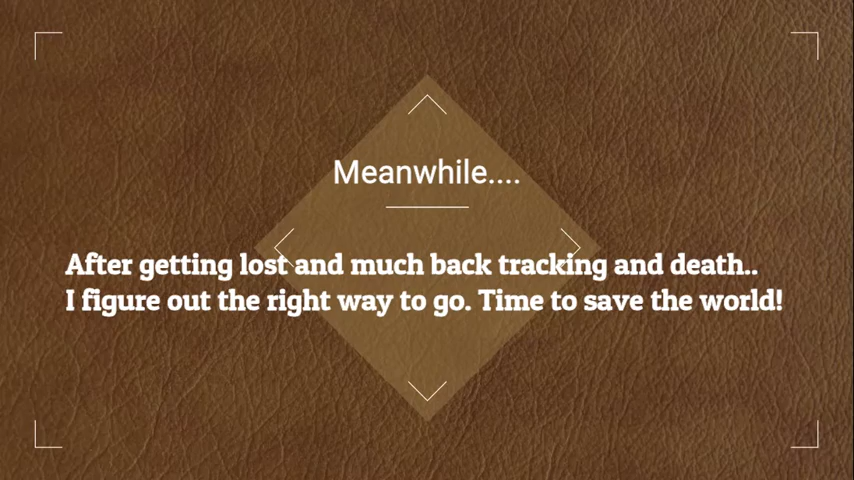 Meanwhile....
After getting lost and much back tracking and death..
I figure out the right way to go. Time to save the world!